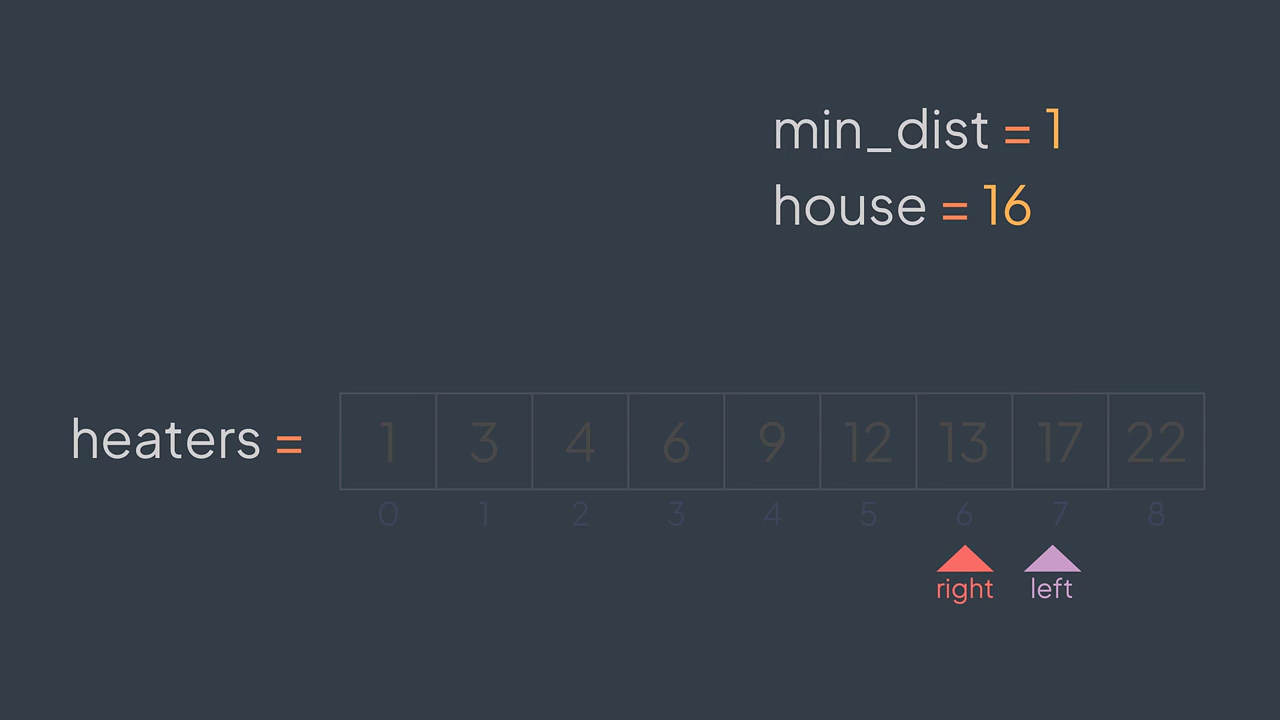 min_dist = 1
house = 16
heaters = 1 3 4 6 9 12 13 17 22
0 1 2 3 4 5 6 7 8
right left